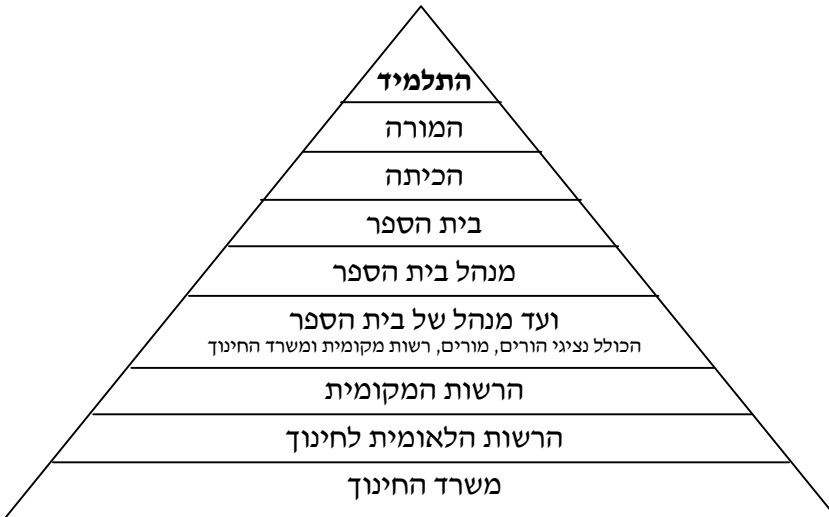 התלמיד
המורה
הכיתה
בית הספר
מנהל בית הספר
ועד מנהל של בית הספר
הכולל נציגי הורים, מורים, רשות מקומית ומשרד החינוך
הרשות המקומית
הרשות הלאומית לחינוך
משרד החינוך